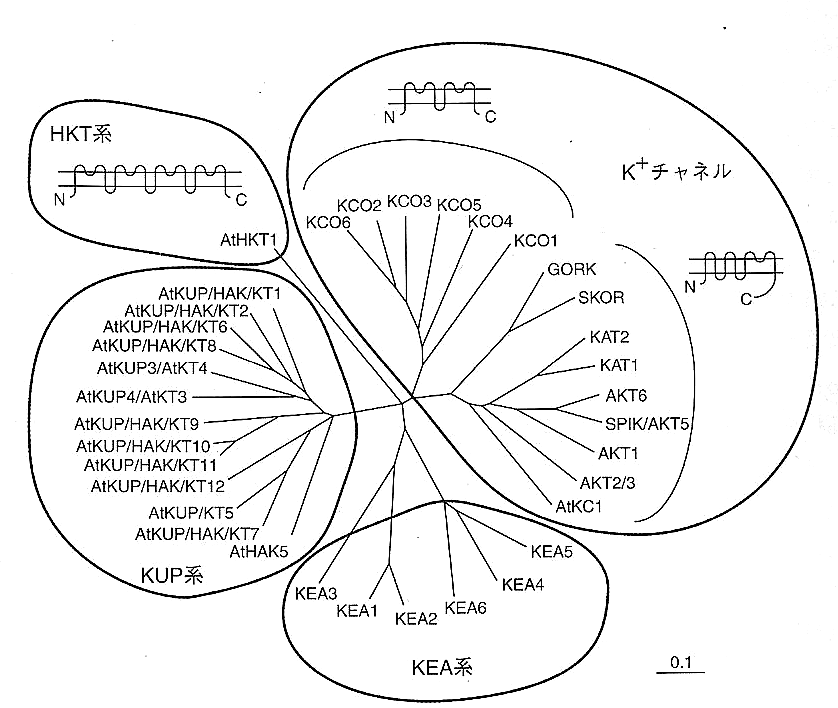 HKT系
N
C
AtHKT1
N
C
K+チャネル
KCO6
KCO2
KCO3
KCO5
KCO4
KCO1
GORK
SKOR
KAT2
KAT1
AKT6
SPIK/AKT5
AKT1
AKT2/3
AtKC1
N
C
AtKUP/HAK/KT1
AtKUP/HAK/KT2
AtKUP/HAK/KT6
AtKUP/HAK/KT8
AtKUP3/AtKT4
AtKUP4/AtKT3
AtKUP/HAK/KT9
AtKUP/HAK/KT10
AtKUP/HAK/KT11
AtKUP/HAK/KT12
AtKUP/KT5
AtKUP/HAK/KT7
AtHAK5
KUP系
KEA3
KEA1
KEA2
KEA6
KEA4
KEA5
KEA系
0.1